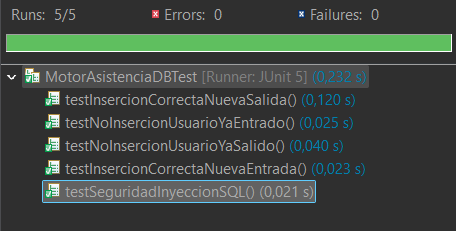 Runs: 5/5 Errors: 0 Failures: 0
MotorAsistenciaDBTest [Runner: JUnit 5] (0,232 s)
testInsercionCorrectaNuevaSalida() (0,120 s)
testNoInsercionUsuarioYaEntrado() (0,025 s)
testNoInsercionUsuarioYaSalido() (0,040 s)
testInsercionCorrectaNuevaEntrada() (0,023 s)
testSeguridadInyeccionSQL() (0,021 s)